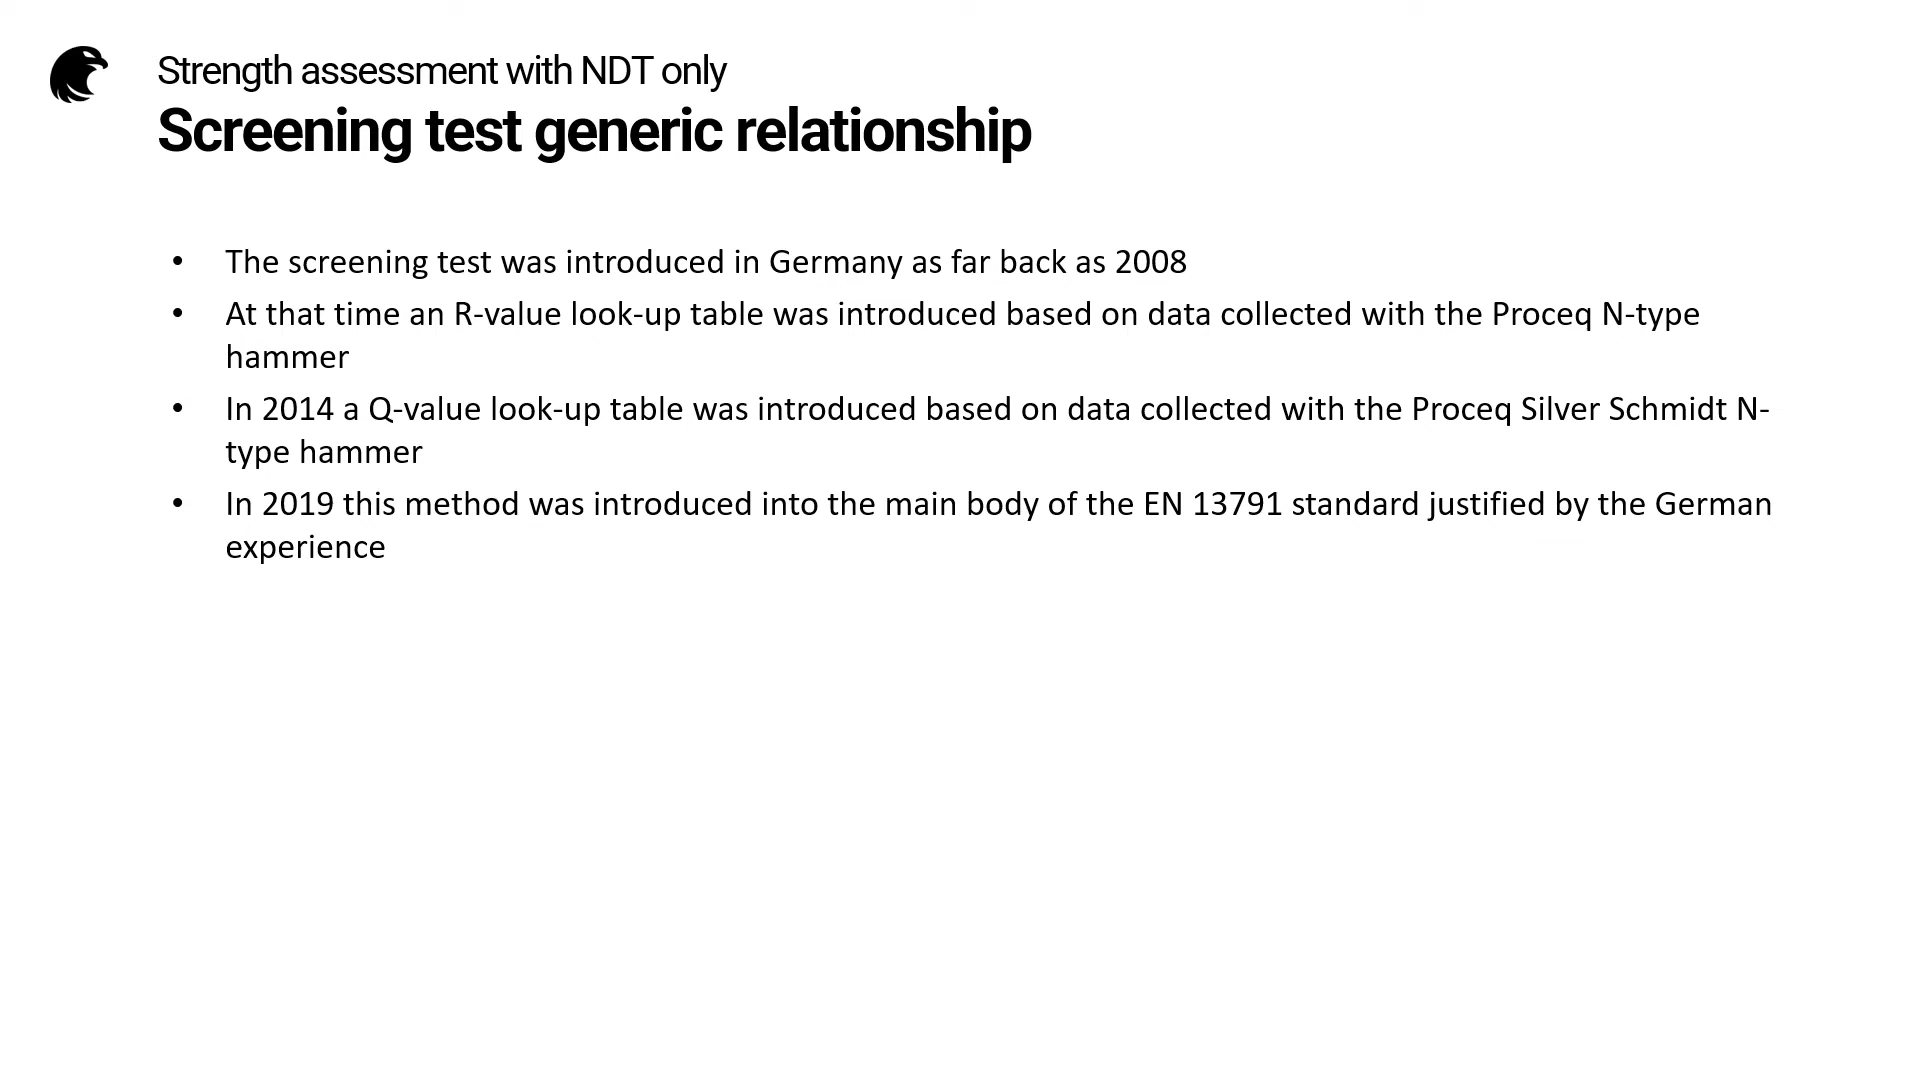 Strength assessment with NDT only
Screening test generic relationship
• The screening test was introduced in Germany as far back as 2008
• At that time an R-value look-up table was introduced based on data collected with the Proceq N-type
hammer
• In 2014 a Q-value look-up table was introduced based on data collected with the Proceq Silver Schmidt N-
type hammer
• In 2019 this method was introduced into the main body of the EN 13791 standard justified by the German
experience